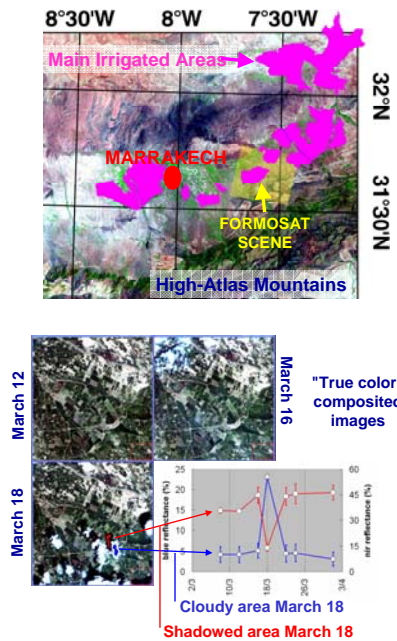 8°30'W
8°W
7°30'W
Main Irrigated Areas
32°N
MARRAKECH
31°30'N
FORMOSAT
SCENE
High-Atlas Mountains
March 12
March 16
"True color
composited
images
March 18
25
20
15
10
5
0
blue reflectance (%)
60
45
30
15
0
nir reflectance (%)
2/3
10/3
18/3
26/3
3/4
Cloudy area March 18
Shadowed area March 18